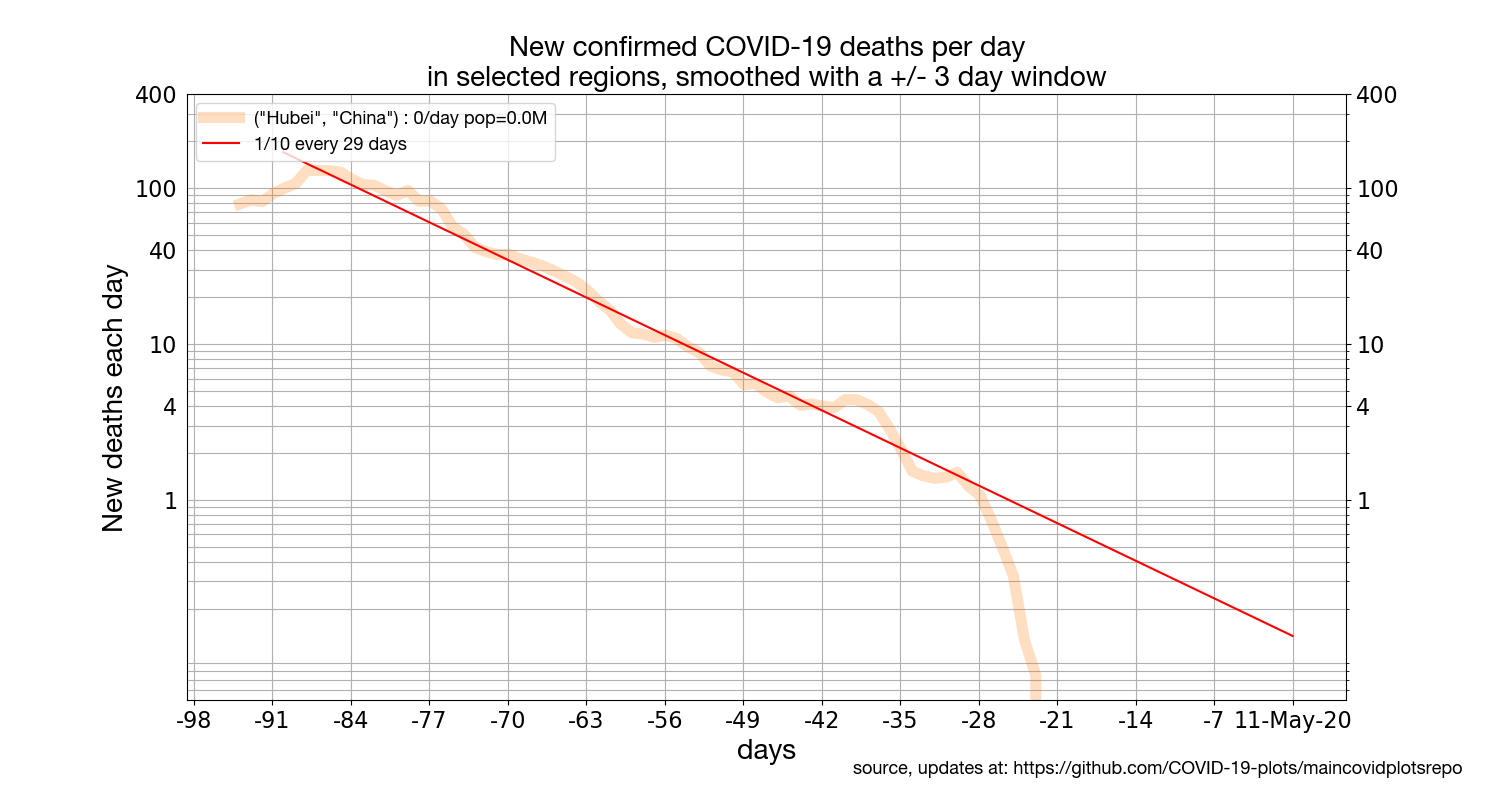 New confirmed COVID-19 deaths per day
in selected regions, smoothed with a +/- 3 day window
400
400
("Hubei", "China") : 0/day pop=0.0M
1/10 every 29 days
100
100
40
40
10
10
4
4
1
1
New deaths each day
-98 -91 -84 -77 -70 -63 -56 -49 -42 -35 -28 -21 -14 -7 11-May-20
days
source, updates at: https://github.com/COVID-19-plots/maincovidplotsrepo